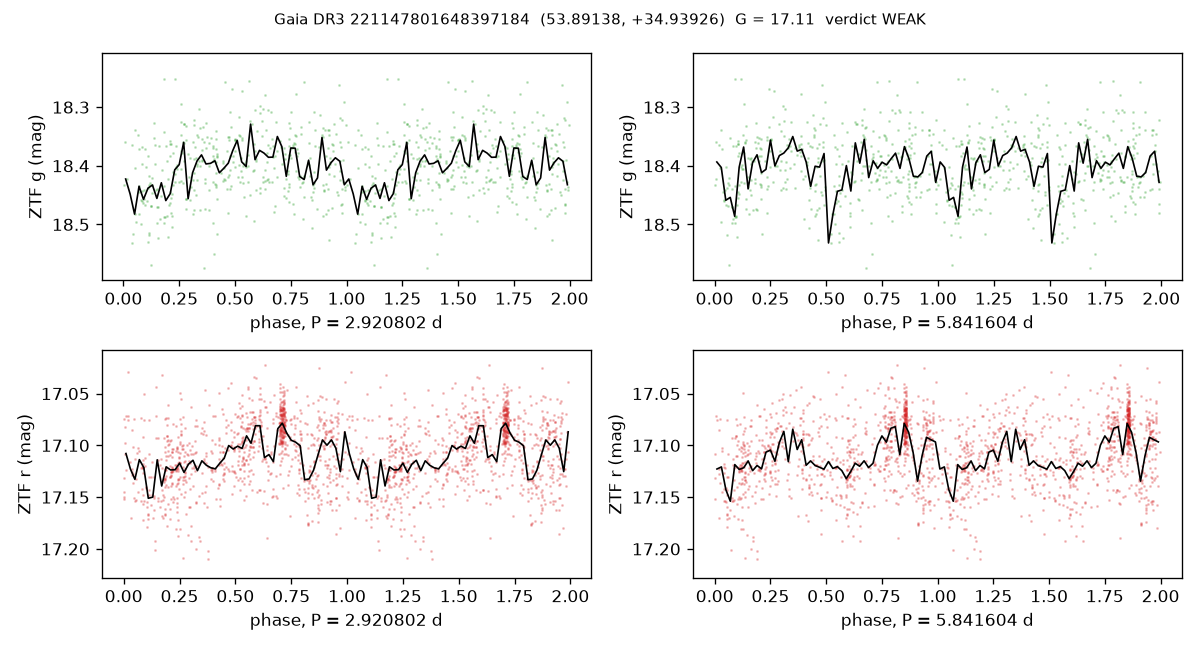 Gaia DR3 221147801648397184 (53.89138, +34.93926) G = 17.11 verdict WEAK
ZTF g (mag)
18.3
18.4
18.5
0.00 0.25 0.50 0.75 1.00 1.25 1.50 1.75 2.00
phase, P = 2.920802 d
ZTF g (mag)
18.3
18.4
18.5
0.00 0.25 0.50 0.75 1.00 1.25 1.50 1.75 2.00
phase, P = 5.841604 d
ZTF r (mag)
17.05
17.10
17.15
17.20
0.00 0.25 0.50 0.75 1.00 1.25 1.50 1.75 2.00
phase, P = 2.920802 d
ZTF r (mag)
17.05
17.10
17.15
17.20
0.00 0.25 0.50 0.75 1.00 1.25 1.50 1.75 2.00
phase, P = 5.841604 d